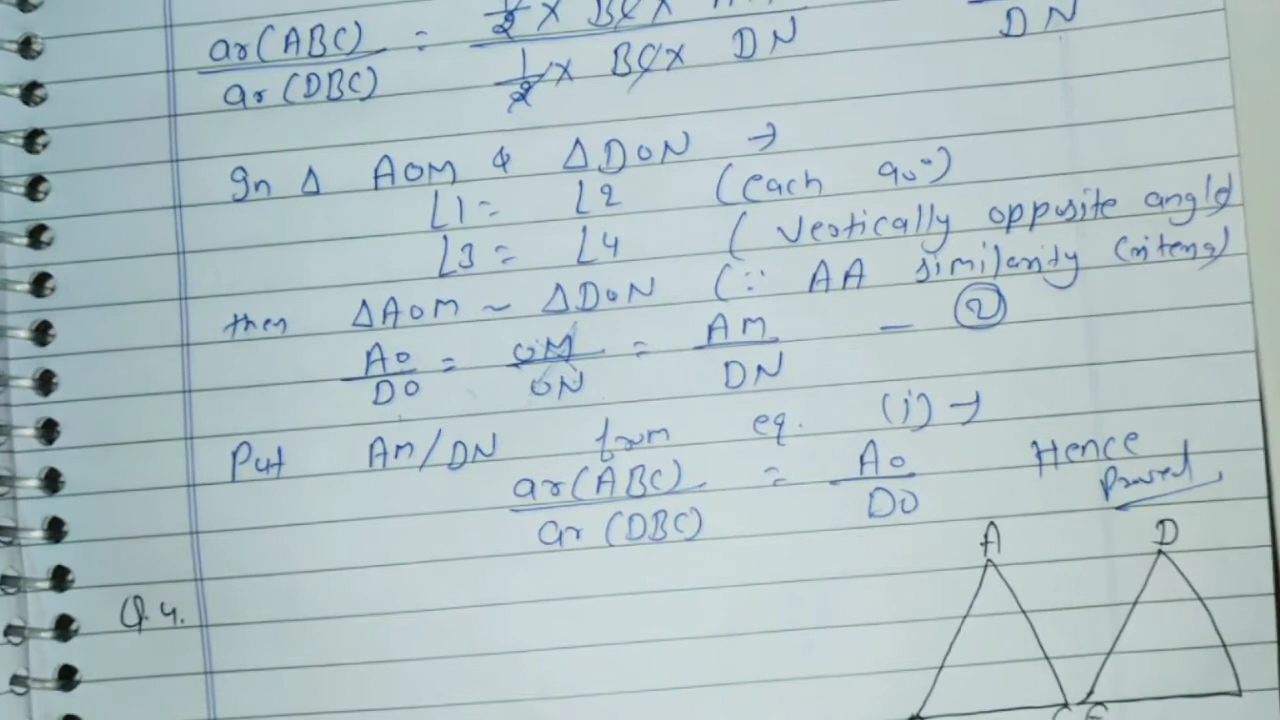 ar(ABC) = 1/2 × BC ×
ar(DBC) 1/2 × BC × DN DN
In Δ AOM & ΔDON →
∠1 = ∠2 (each 90°)
∠3 = ∠4 (Vertically opposite angle)
then ΔAOM ~ ΔDON (∵ AA similarity criteria)
AO/DO = OM/ON = AM/DN — ②
Put AM/DN from eq. (i) →
ar(ABC)/ar(DBC) = AO/DO Hence
Proved
A D
Q.4.
C